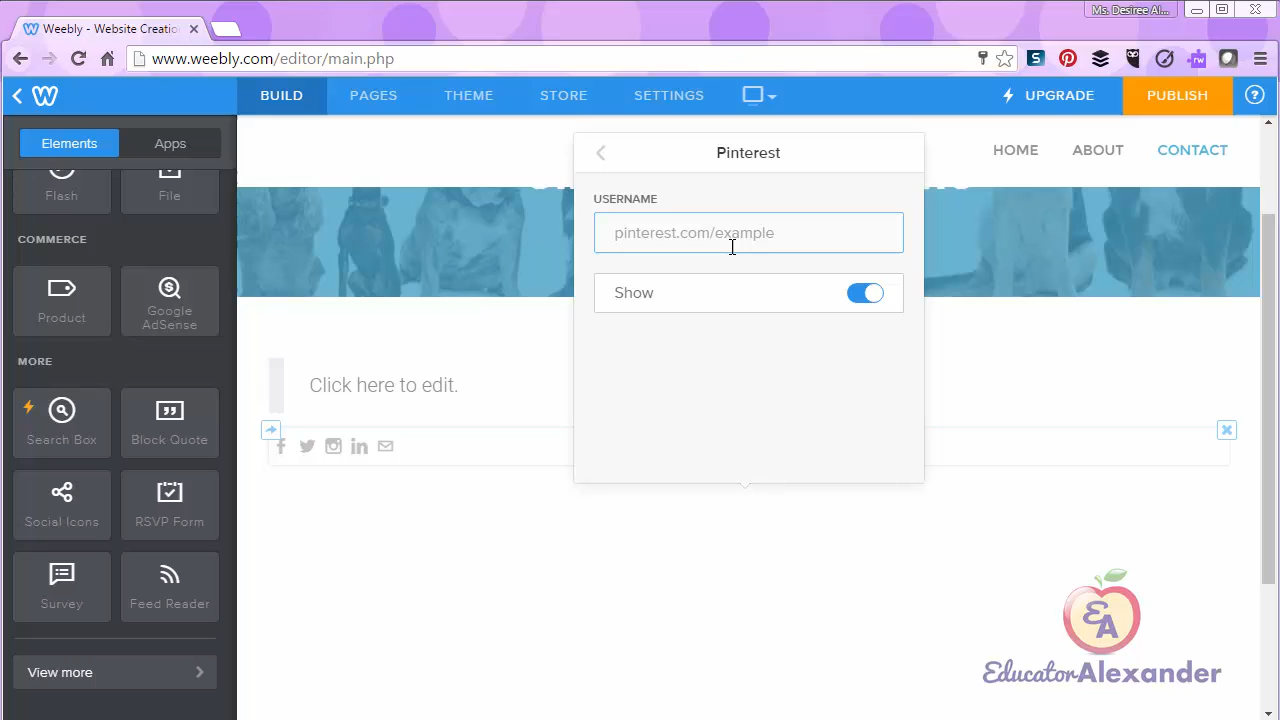 Ms. Desiree Al...
Weebly - Website Creatio
www.weebly.com/editor/main.php
BUILD
PAGES
THEME
STORE
SETTINGS
UPGRADE
PUBLISH
Elements
Apps
Flash
File
COMMERCE
Product
Google
AdSense
MORE
Search Box
Block Quote
Social Icons
RSVP Form
Survey
Feed Reader
View more
HOME
ABOUT
CONTACT
Pinterest
USERNAME
pinterest.com/example
Show
Click here to edit.
EA
EducatorAlexander